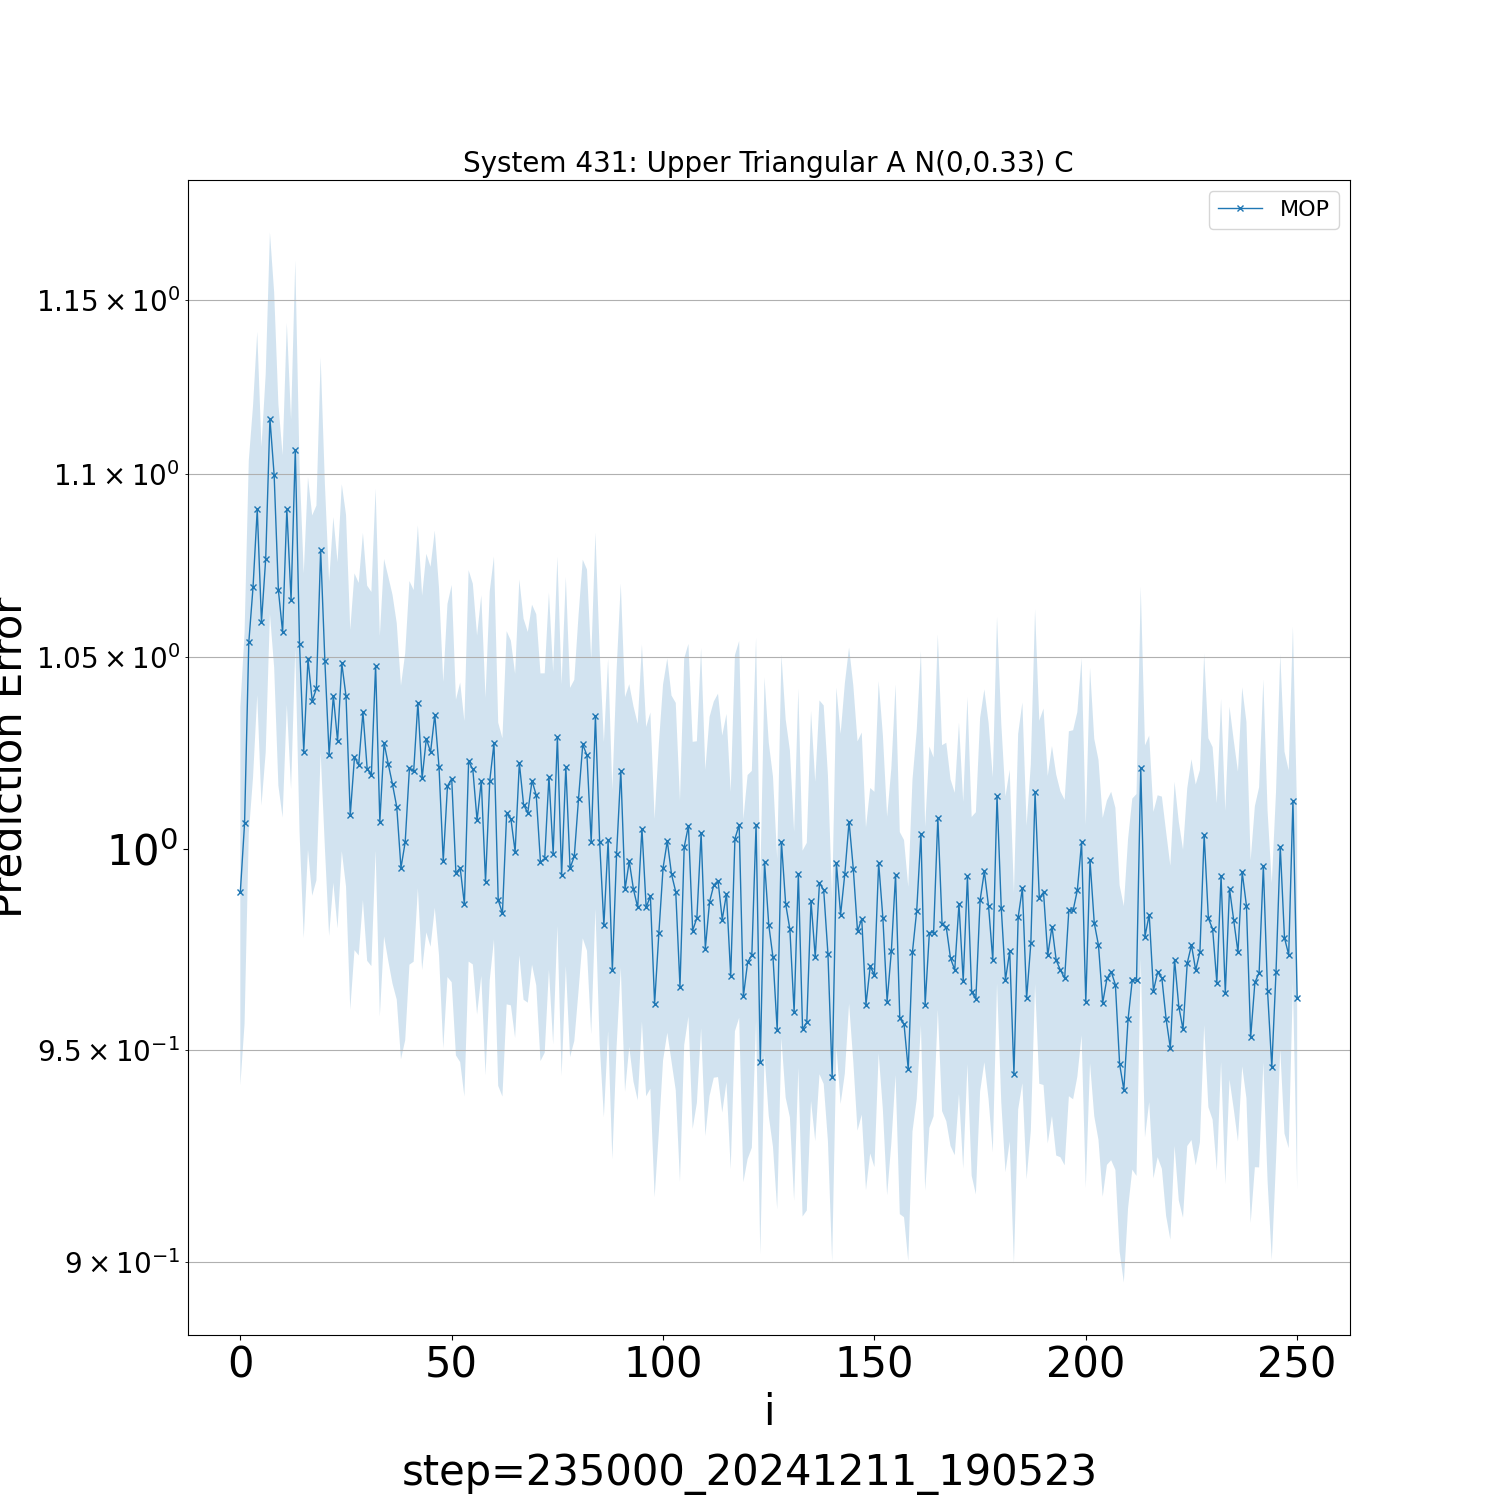 System 431: Upper Triangular A N(0,0.33) C
MOP
1.15 × 10⁰
1.1 × 10⁰
1.05 × 10⁰
10⁰
9.5 × 10⁻¹
9 × 10⁻¹
Prediction Error
0 50 100 150 200 250
i
step=235000_20241211_190523